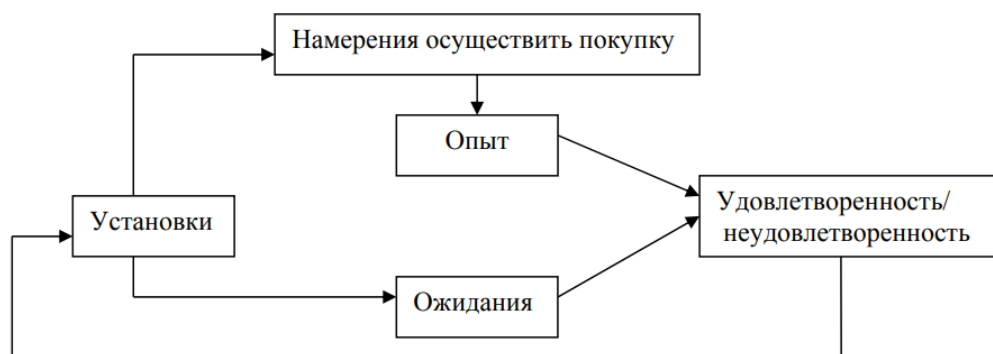 Намерения осуществить покупку
Опыт
Установки
Удовлетворенность/
неудовлетворенность
Ожидания